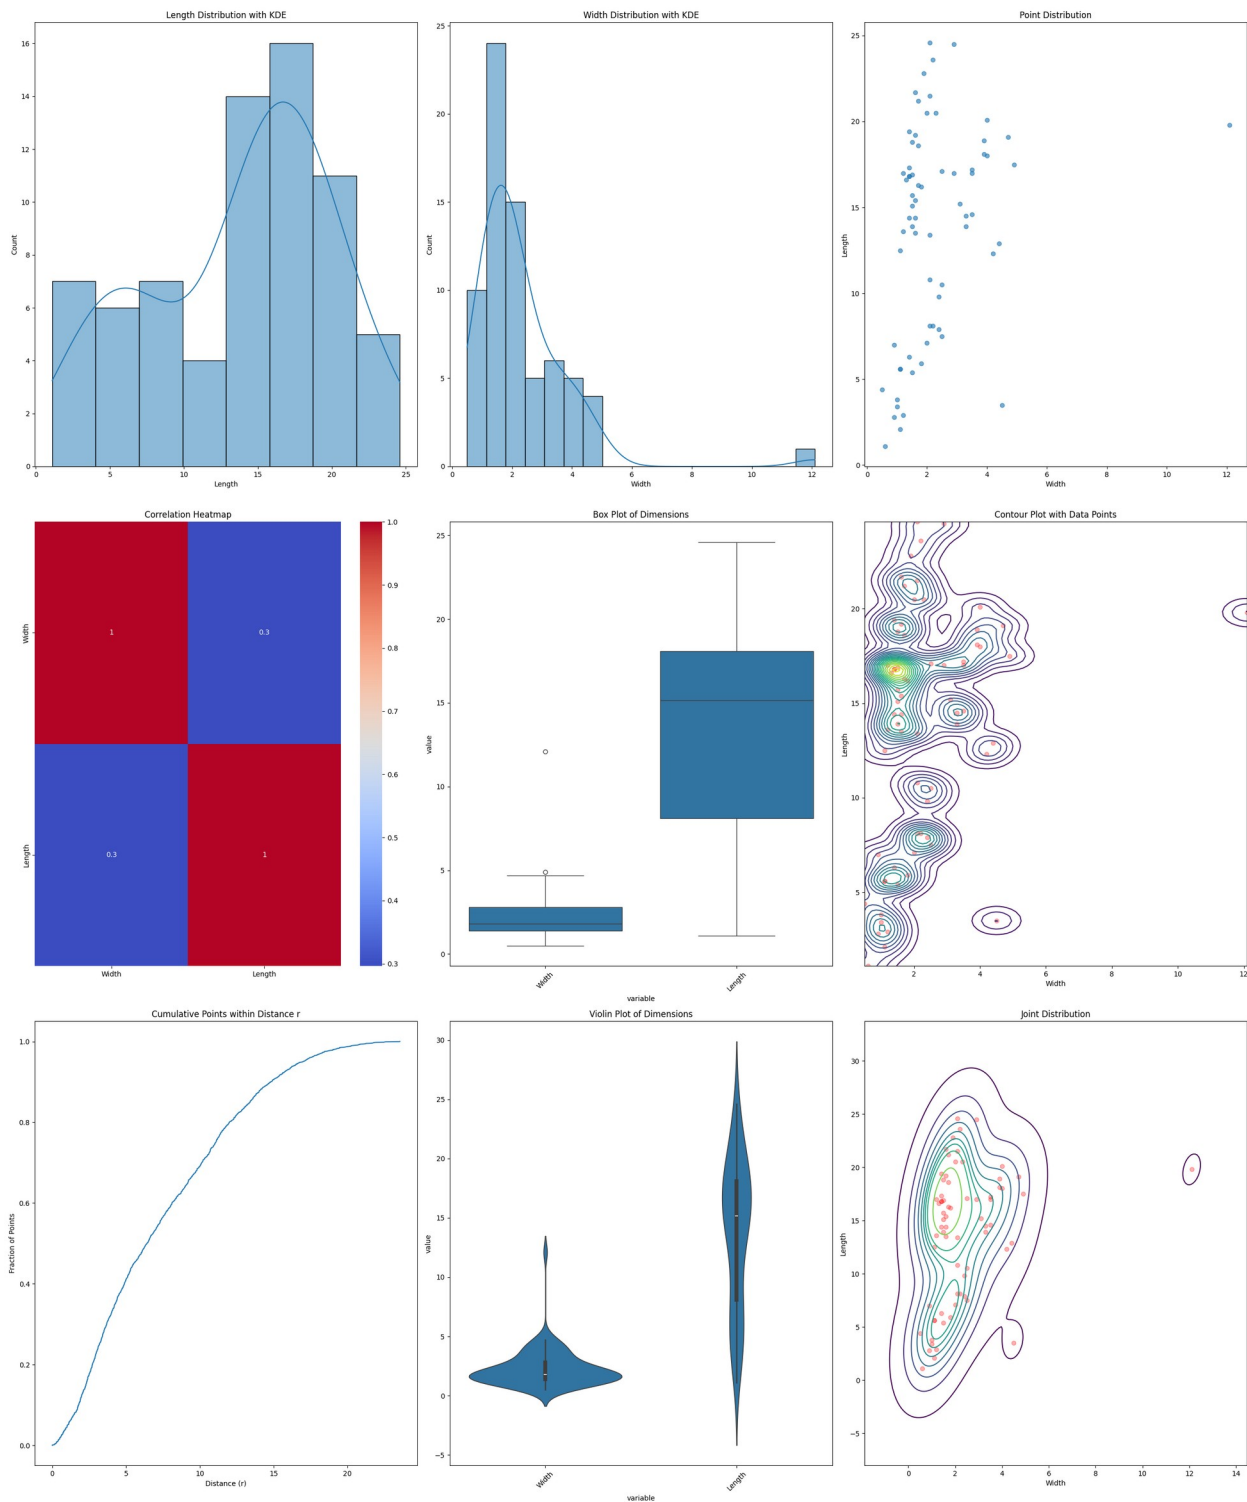 Length Distribution with KDE
Width Distribution with KDE
Point Distribution
Count
16
14
12
10
8
6
4
2
0
0 5 10 15 20 25
Length
Count
25
20
15
10
5
0
0 2 4 6 8 10 12
Width
Length
25
20
15
10
5
0
0 2 4 6 8 10 12
Width
Correlation Heatmap
Box Plot of Dimensions
Contour Plot with Data Points
Width
1 0.3
Length
0.3 1
Width Length
1.0
0.9
0.8
0.7
0.6
0.5
0.4
0.3
value
25
20
15
10
5
0
Width Length
variable
Length
20
15
10
5
2 4 6 8 10 12
Width
Cumulative Points within Distance r
Violin Plot of Dimensions
Joint Distribution
Fraction of Points
1.0
0.8
0.6
0.4
0.2
0.0
0 5 10 15 20
Distance (r)
value
30
25
20
15
10
5
0
−5
Width Length
variable
Length
30
25
20
15
10
5
0
−5
0 2 4 6 8 10 12 14
Width